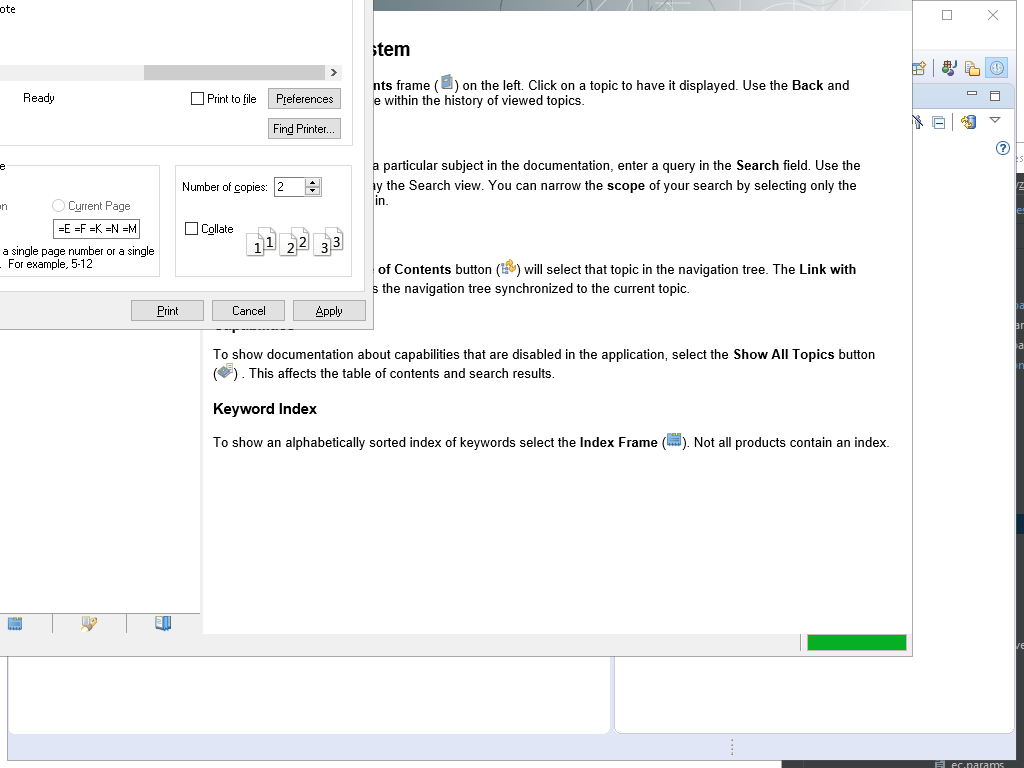 ote
Ready
Print to file
Preferences
Find Printer...
Number of copies:
2
Current Page
=E =F =K =N =M
Collate
1 1 2 2 3 3
a single page number or a single
. For example, 5-12
Print
Cancel
Apply
stem
nts frame ( ) on the left. Click on a topic to have it displayed. Use the Back and
e within the history of viewed topics.
a particular subject in the documentation, enter a query in the Search field. Use the
ay the Search view. You can narrow the scope of your search by selecting only the
in.
e of Contents button ( ) will select that topic in the navigation tree. The Link with
s the navigation tree synchronized to the current topic.
Capabilities
To show documentation about capabilities that are disabled in the application, select the Show All Topics button
( ) . This affects the table of contents and search results.
Keyword Index
To show an alphabetically sorted index of keywords select the Index Frame ( ). Not all products contain an index.
ec.params